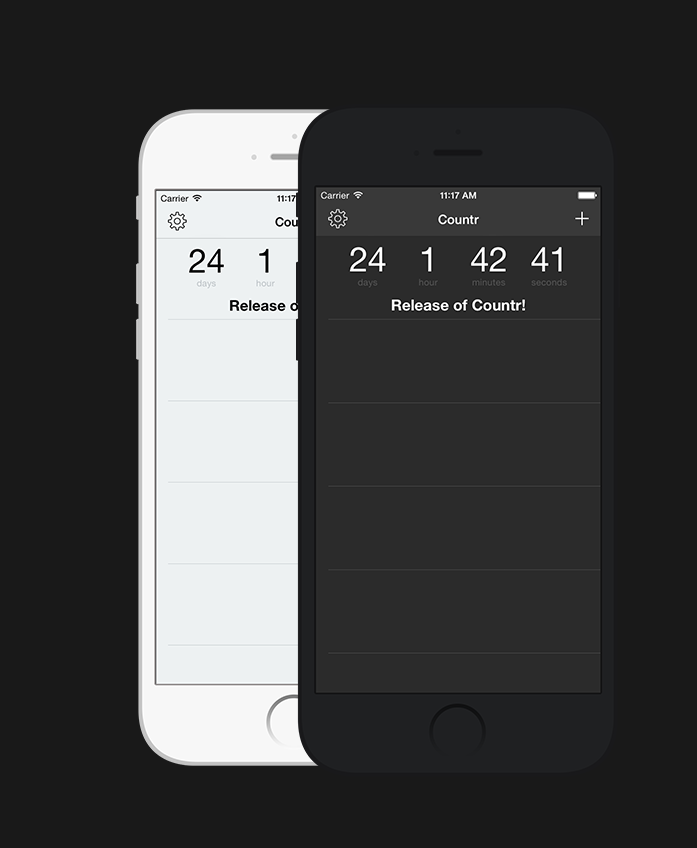 Carrier 11:17
Cou
24 1
days hour
Release o
Carrier 11:17 AM
Countr +
24 1 42 41
days hour minutes seconds
Release of Countr!